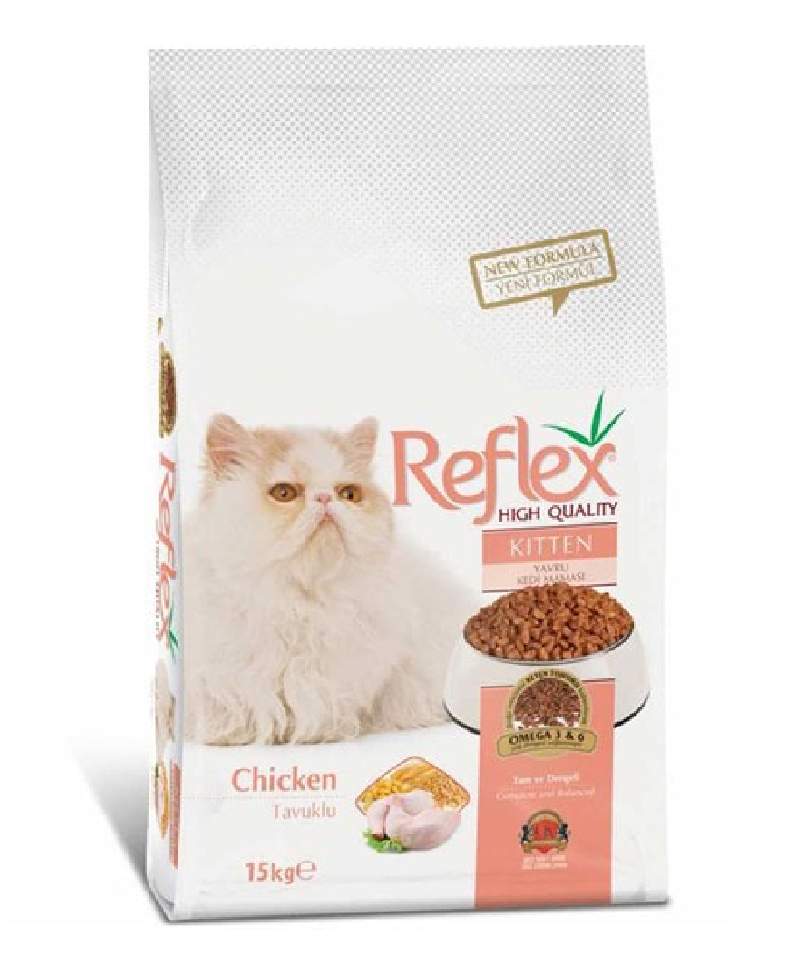 NEW FORMULA
YENİ FORMÜL
Reflex
HIGH QUALITY
KITTEN
YAVRU
KEDİ MAMASI
Reflex
OMEGA 3 & 6
Tam ve Dengeli
Complete and Balanced
Chicken
Tavuklu
15kg℮